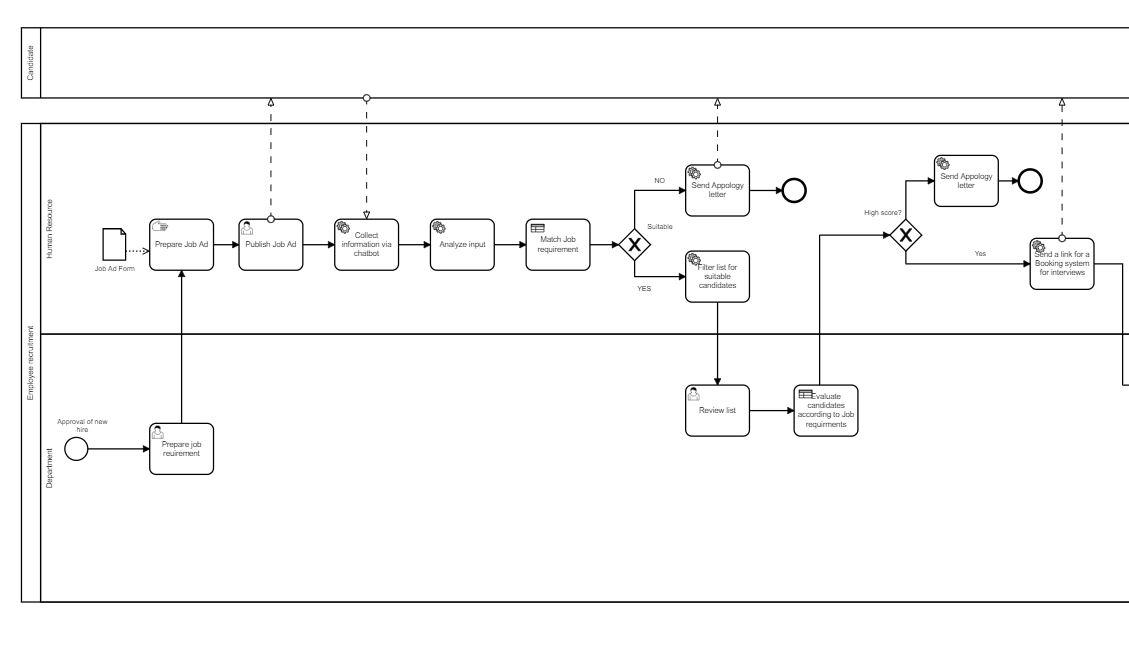 Candidate
Employee recruitment
Humen Resource
Department
Job Ad Form
Prepare Job Ad
Publish Job Ad
Collect
information via
chatbot
Analyze input
Match Job
requirement
Suitable
NO
YES
Send Appology
letter
Filter list for
suitable
candidates
High score?
Send Appology
letter
Yes
Send a link for a
Booking system
for interviews
Approval of new
hire
Prepare job
reuirement
Review list
Evaluate
candidates
according to Job
requirments